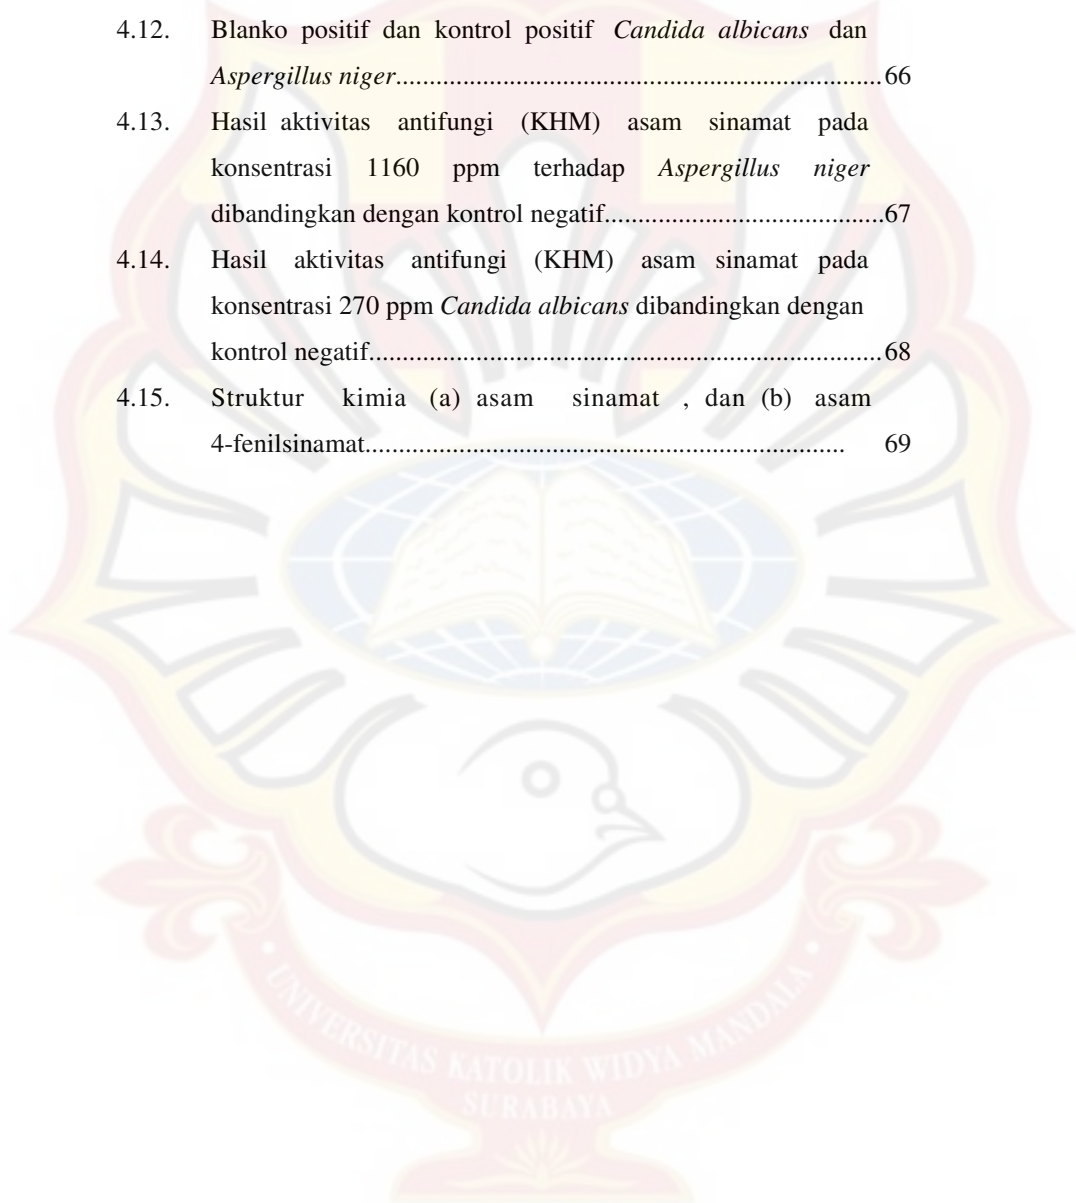 4.12. Blanko positif dan kontrol positif Candida albicans dan
Aspergillus niger........................................................................66
4.13. Hasil aktivitas antifungi (KHM) asam sinamat pada
konsentrasi 1160 ppm terhadap Aspergillus niger
dibandingkan dengan kontrol negatif.........................................67
4.14. Hasil aktivitas antifungi (KHM) asam sinamat pada
konsentrasi 270 ppm Candida albicans dibandingkan dengan
kontrol negatif............................................................................68
4.15. Struktur kimia (a) asam sinamat , dan (b) asam
4-fenilsinamat....................................................................... 69
UNIVERSITAS KATOLIK WIDYA MANDALA
SURABAYA